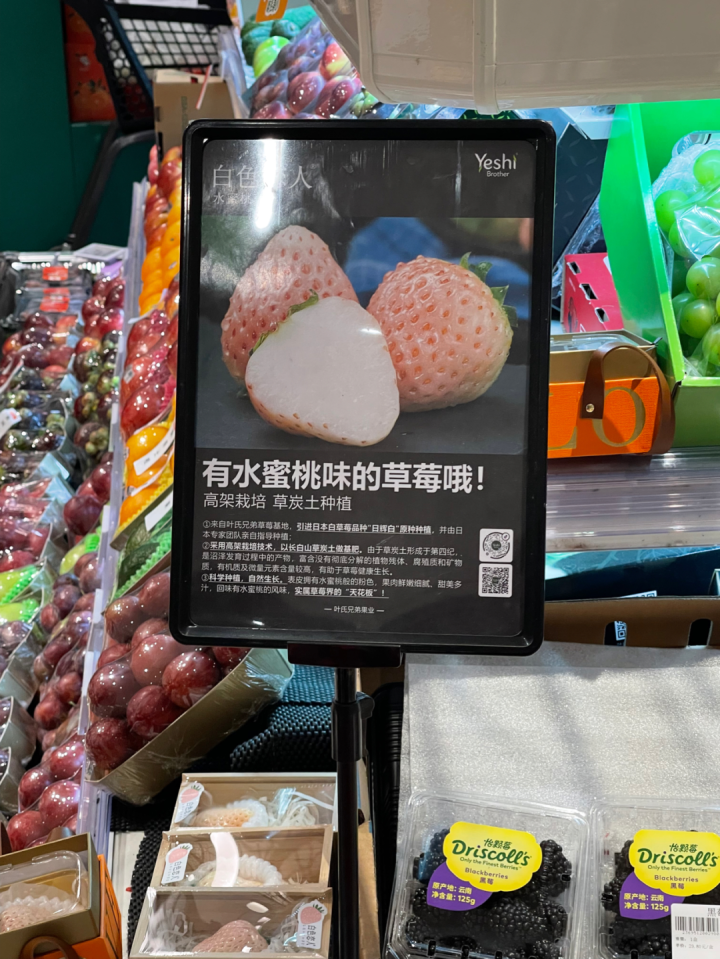 Yeshi
Brother
白色 人
有水蜜桃味的草莓哦！
高架栽培 草炭土种植
①来自叶氏兄弟草莓基地，引进日本白草莓品种“日辉白”原种种植，并由日
本专家团队亲自指导种植；
②采用高架栽培技术，以长白山草炭土做基肥。由于草炭土形成于第四纪，
是沼泽发育过程中的产物，富含没有彻底分解的植物残体、腐殖质和矿物
质，有机质及微量元素含量较高，有助于草莓健康生长。
③科学种植，自然生长。表皮拥有水蜜桃般的粉色，果肉鲜嫩细腻，甜美多
汁，回味有水蜜桃的风味，实属草莓界的“天花板”！
— 叶氏兄弟果业 —
LO
怡颗莓
Driscoll's
Only the Finest Berries
Blackberries
黑莓
原产地: 云南
净含量: 125g
怡颗莓
Driscoll's
Only the Finest Berries
Blackberries
黑莓
原产地: 云南
净含量: 125g